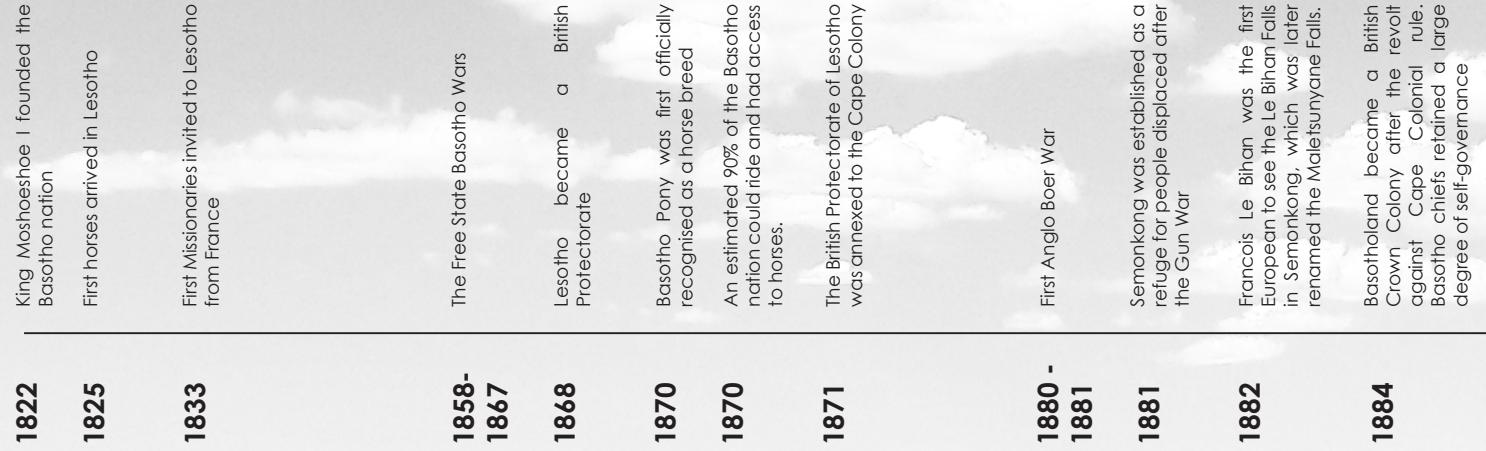 1822
King Moshoeshoe I founded the
Basotho nation
1825
First horses arrived in Lesotho
1833
First Missionaries invited to Lesotho
from France
1858-
1867
The Free State Basotho Wars
1868
Lesotho became a British
Protectorate
1870
Basotho Pony was first officially
recognised as a horse breed
1870
An estimated 90% of the Basotho
nation could ride and had access
to horses.
1871
The British Protectorate of Lesotho
was annexed to the Cape Colony
1880 -
1881
First Anglo Boer War
1881
Semonkong was established as a
refuge for people displaced after
the Gun War
1882
Francois Le Bihan was the first
European to see the Le Bihan Falls
in Semonkong, which was later
renamed the Maletsunyane Falls.
1884
Basotholand became a British
Crown Colony after the revolt
against Cape Colonial rule.
Basotho chiefs retained a large
degree of self-governance